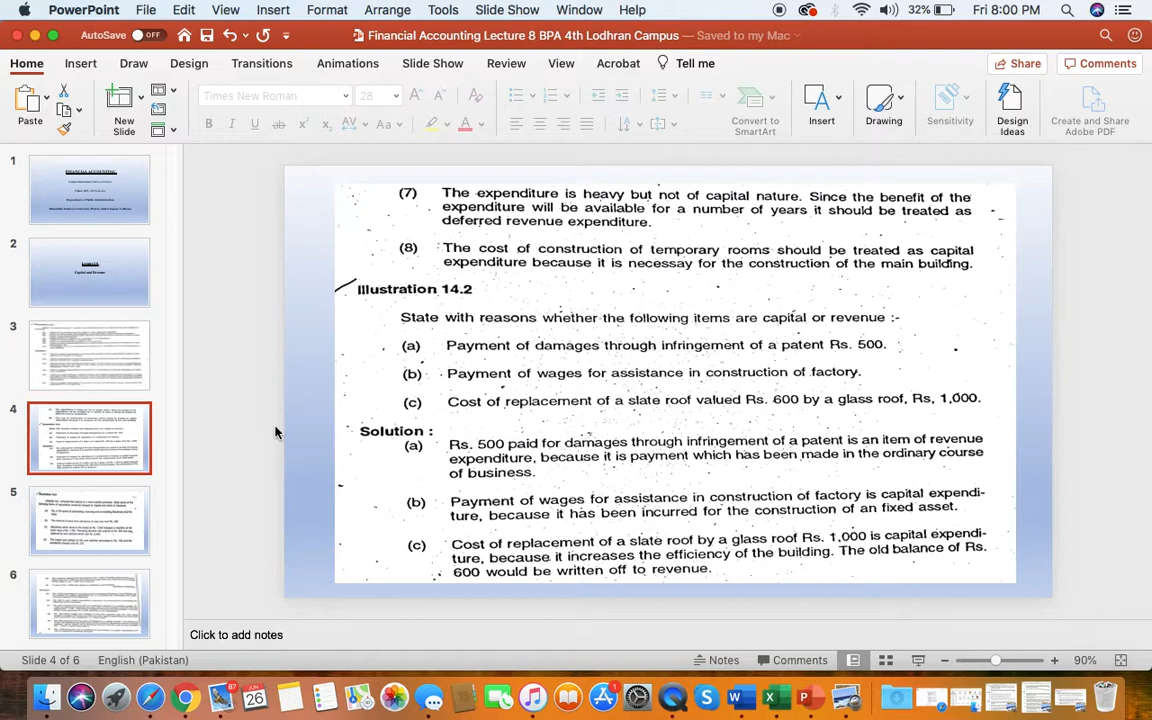 PowerPoint File Edit View Insert Format Arrange Tools Slide Show Window Help 32% Fri 8:00 PM
AutoSave OFF Financial Accounting Lecture 8 BPA 4th Lodhran Campus — Saved to my Mac
Home Insert Draw Design Transitions Animations Slide Show Review View Acrobat Tell me Share Comments
Times New Roman 28
Paste New Slide Convert to SmartArt Insert Drawing Sensitivity Design Ideas Create and Share Adobe PDF
1
FINANCIAL ACCOUNTING
2
Capital and Revenue
3
4
5
6
(7) The expenditure is heavy but not of capital nature. Since the benefit of the
expenditure will be available for a number of years it should be treated as
deferred revenue expenditure.
(8) The cost of construction of temporary rooms should be treated as capital
expenditure because it is necessay for the construction of the main building.
Illustration 14.2
State with reasons whether the following items are capital or revenue :-
(a) Payment of damages through infringement of a patent Rs. 500.
(b) Payment of wages for assistance in construction of factory.
(c) Cost of replacement of a slate roof valued Rs. 600 by a glass roof, Rs, 1,000.
Solution :
(a) Rs. 500 paid for damages through infringement of a patent is an item of revenue
expenditure, because it is payment which has been made in the ordinary course
of business.
(b) Payment of wages for assistance in construction of factory is capital expendi-
ture, because it has been incurred for the construction of an fixed asset.
(c) Cost of replacement of a slate roof by a glass roof Rs. 1,000 is capital expendi-
ture, because it increases the efficiency of the building. The old balance of Rs.
600 would be written off to revenue.
Click to add notes
Slide 4 of 6 English (Pakistan) Notes Comments 90%